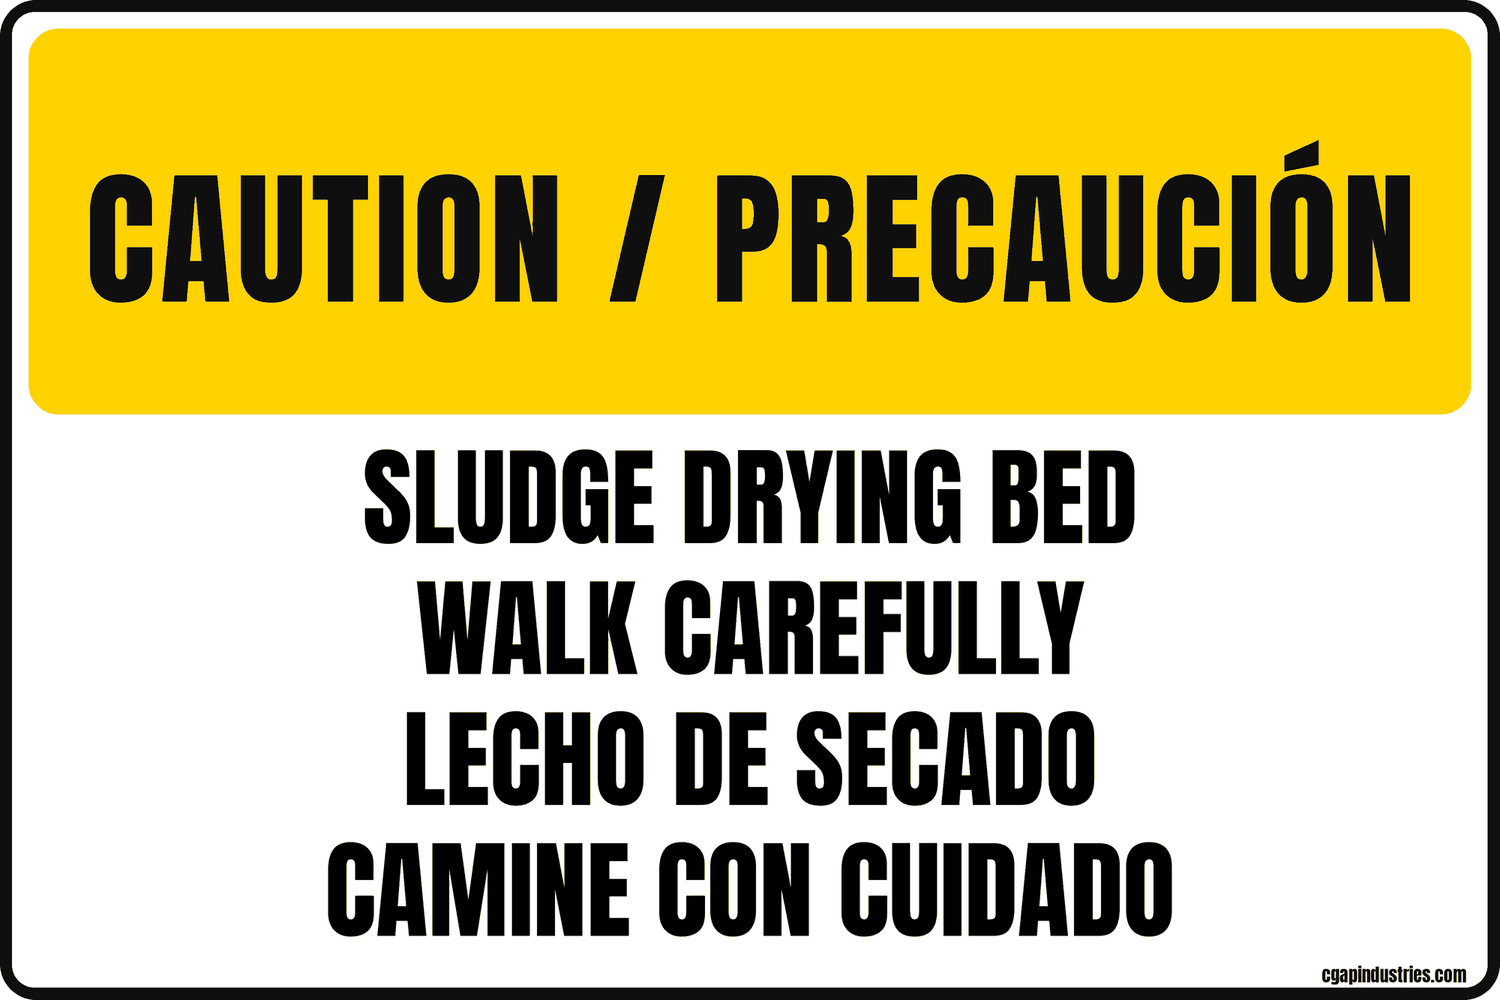 CAUTION / PRECAUCIÓN
SLUDGE DRYING BED
WALK CAREFULLY
LECHO DE SECADO
CAMINE CON CUIDADO
cgapindustries.com